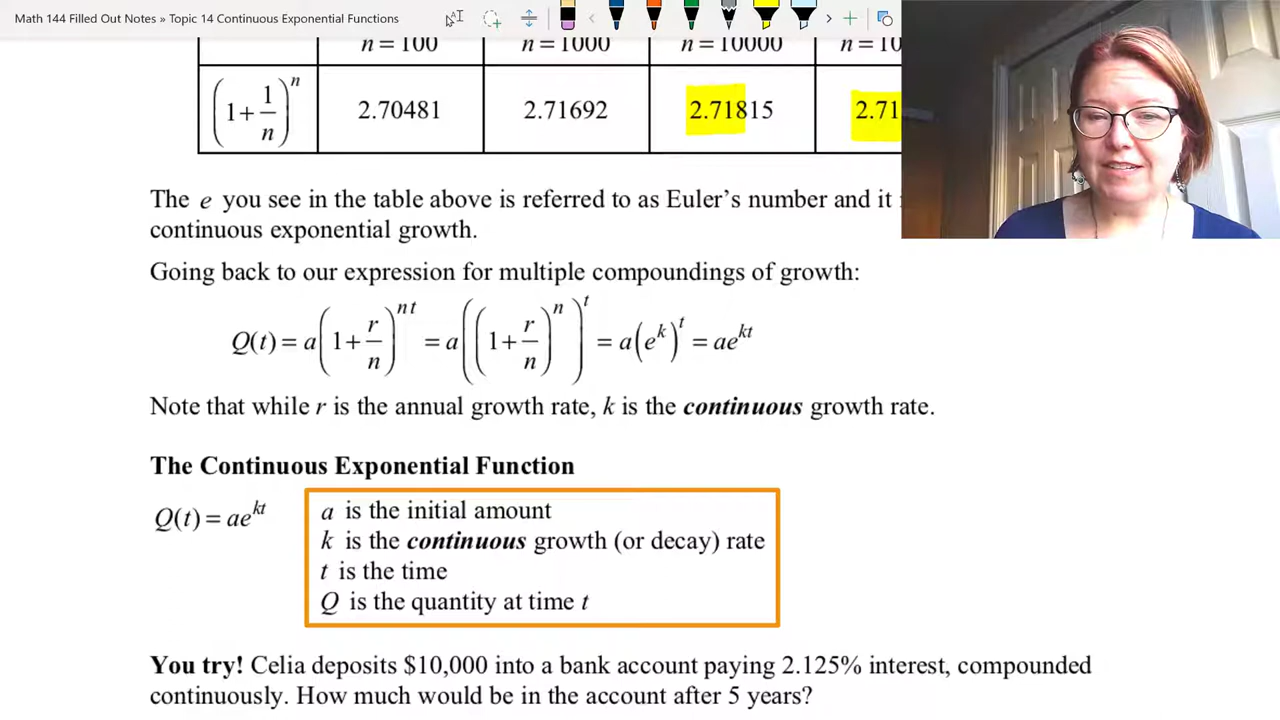 Math 144 Filled Out Notes » Topic 14 Continuous Exponential Functions
n = 100 n = 1000 n = 10000 n = 10
(1 + 1/n)^n 2.70481 2.71692 2.71815 2.71
The e you see in the table above is referred to as Euler's number and it
continuous exponential growth.
Going back to our expression for multiple compoundings of growth:
Q(t) = a(1 + r/n)^{nt} = a((1 + r/n)^n)^t = a(e^k)^t = ae^{kt}
Note that while r is the annual growth rate, k is the continuous growth rate.
The Continuous Exponential Function
Q(t) = ae^{kt}
a is the initial amount
k is the continuous growth (or decay) rate
t is the time
Q is the quantity at time t
You try! Celia deposits $10,000 into a bank account paying 2.125% interest, compounded
continuously. How much would be in the account after 5 years?